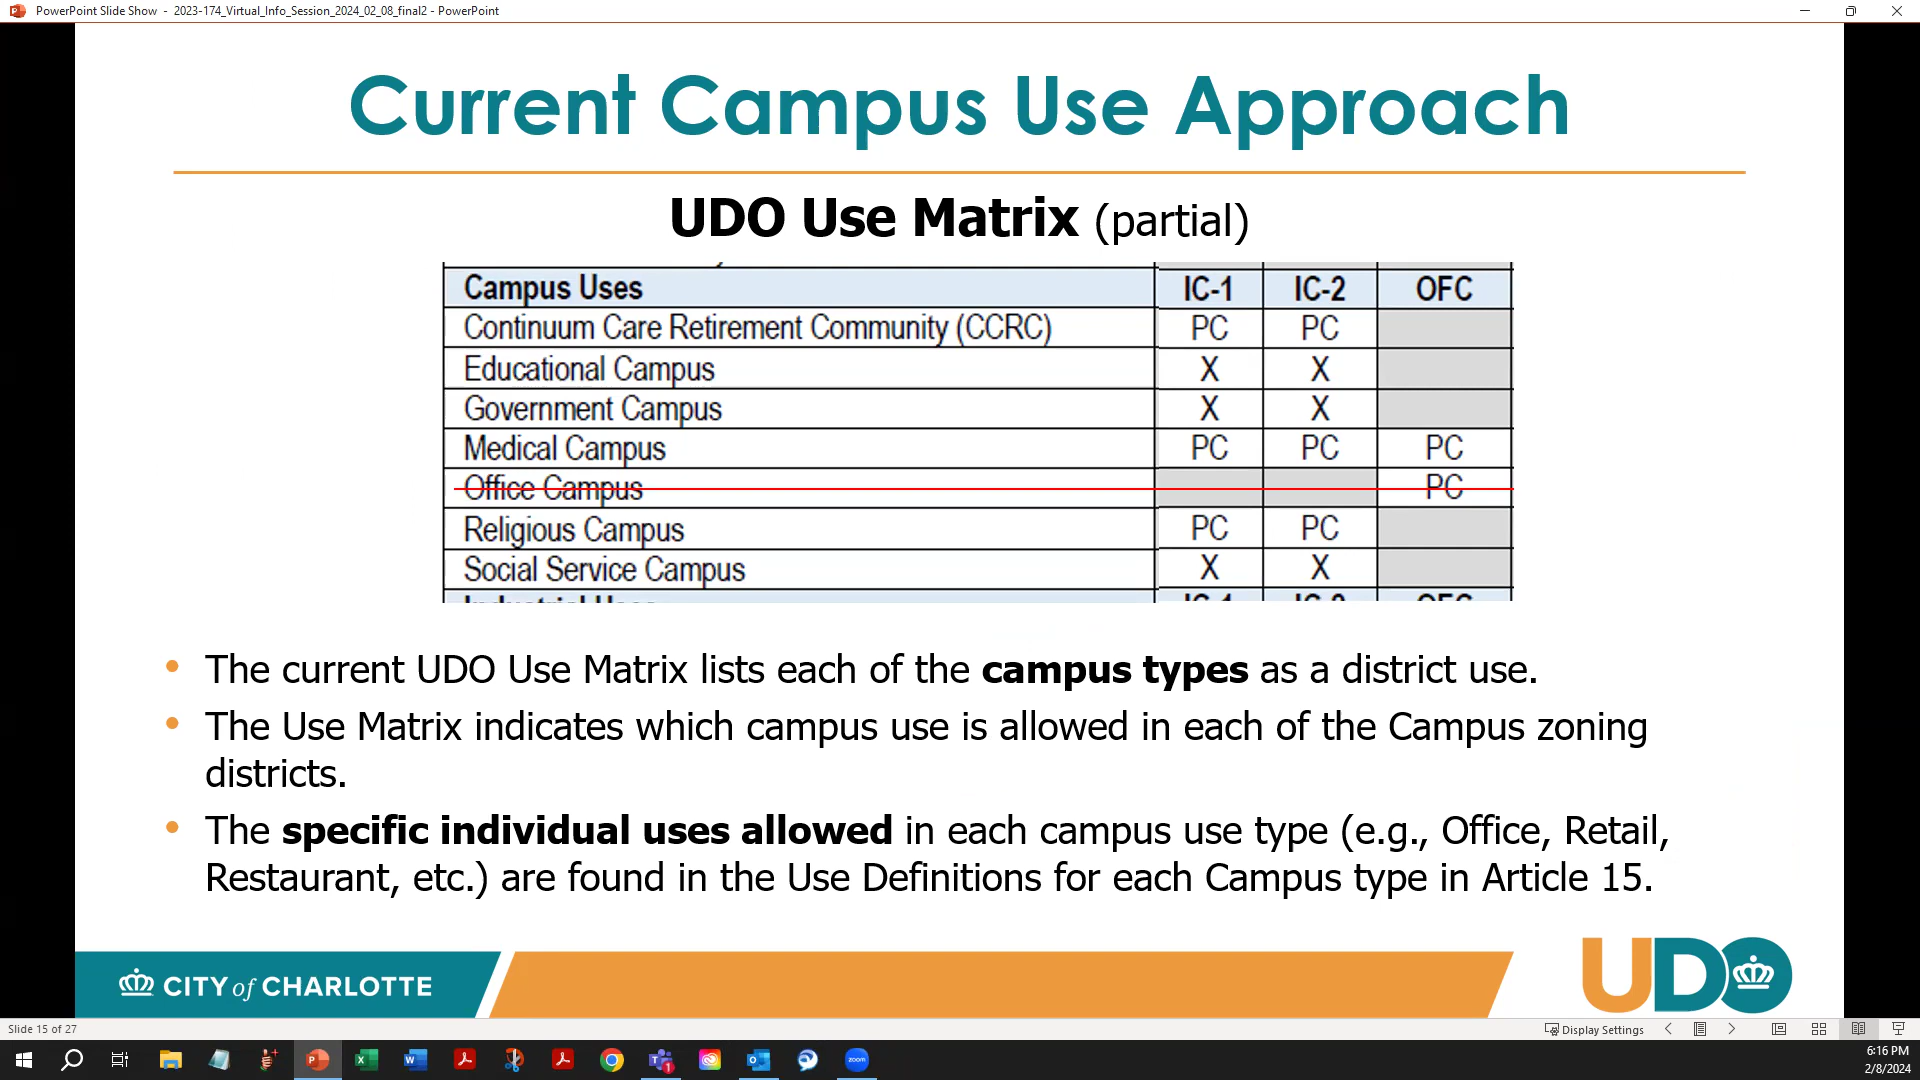 PowerPoint Slide Show - 2023-174_Virtual_Info_Session_2024_02_08_final2 - PowerPoint
Current Campus Use Approach
UDO Use Matrix (partial)
Campus Uses IC-1 IC-2 OFC
Continuum Care Retirement Community (CCRC) PC PC
Educational Campus X X
Government Campus X X
Medical Campus PC PC PC
Office Campus PC
Religious Campus PC PC
Social Service Campus X X
• The current UDO Use Matrix lists each of the campus types as a district use.
• The Use Matrix indicates which campus use is allowed in each of the Campus zoning
districts.
• The specific individual uses allowed in each campus use type (e.g., Office, Retail,
Restaurant, etc.) are found in the Use Definitions for each Campus type in Article 15.
CITY of CHARLOTTE
UDO
Slide 15 of 27
Display Settings
zoom
1
6:16 PM
2/8/2024